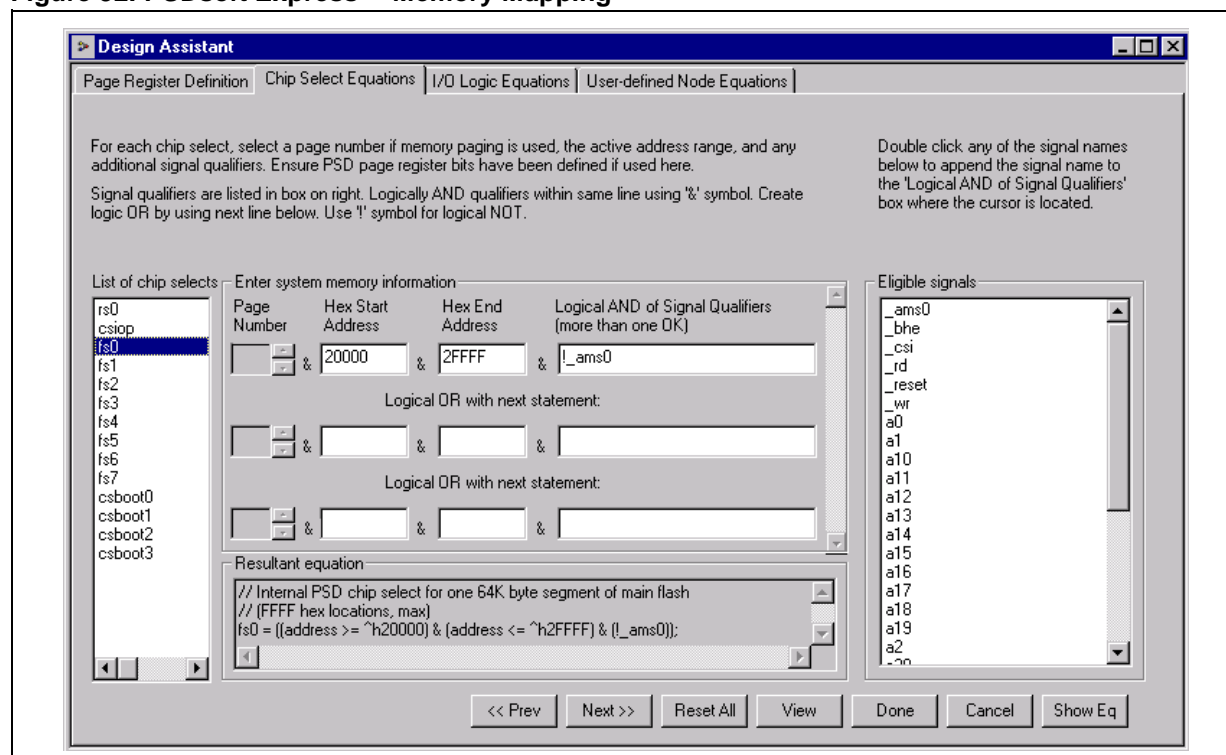 Design Assistant
Page Register Definition Chip Select Equations I/O Logic Equations User-defined Node Equations
For each chip select, select a page number if memory paging is used, the active address range, and any
additional signal qualifiers. Ensure PSD page register bits have been defined if used here.
Signal qualifiers are listed in box on right. Logically AND qualifiers within same line using '&' symbol. Create
logic OR by using next line below. Use '!' symbol for logical NOT.
Double click any of the signal names
below to append the signal name to
the 'Logical AND of Signal Qualifiers'
box where the cursor is located.
List of chip selects
rs0
csiop
fs0
fs1
fs2
fs3
fs4
fs5
fs6
fs7
csboot0
csboot1
csboot2
csboot3
Enter system memory information
Page Number
Hex Start Address
Hex End Address
Logical AND of Signal Qualifiers
(more than one OK)
& 20000 & 2FFFF & !_ams0
Logical OR with next statement:
& & &
Logical OR with next statement:
& & &
Resultant equation
// Internal PSD chip select for one 64K byte segment of main flash
// (FFFF hex locations, max)
fs0 = ((address >= ^h20000) & (address <= ^h2FFFF) & (!_ams0));
Eligible signals
_ams0
_bhe
_csi
_rd
_reset
_wr
a0
a1
a10
a11
a12
a13
a14
a15
a16
a17
a18
a19
a2
<< Prev Next >> Reset All View Done Cancel Show Eq